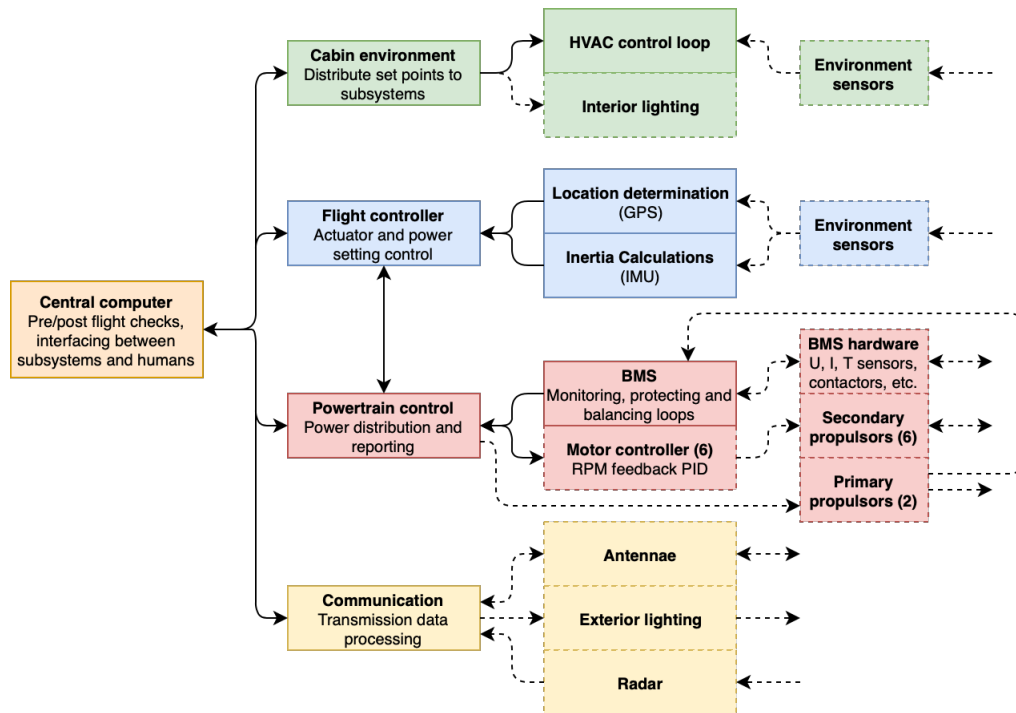 Cabin environment
Distribute set points to
subsystems
HVAC control loop
Interior lighting
Environment
sensors
Flight controller
Actuator and power
setting control
Location determination
(GPS)
Inertia Calculations
(IMU)
Environment
sensors
Central computer
Pre/post flight checks,
interfacing between
subsystems and humans
Powertrain control
Power distribution and
reporting
BMS
Monitoring, protecting and
balancing loops
Motor controller (6)
RPM feedback PID
BMS hardware
U, I, T sensors,
contactors, etc.
Secondary
propulsors (6)
Primary
propulsors (2)
Communication
Transmission data
processing
Antennae
Exterior lighting
Radar